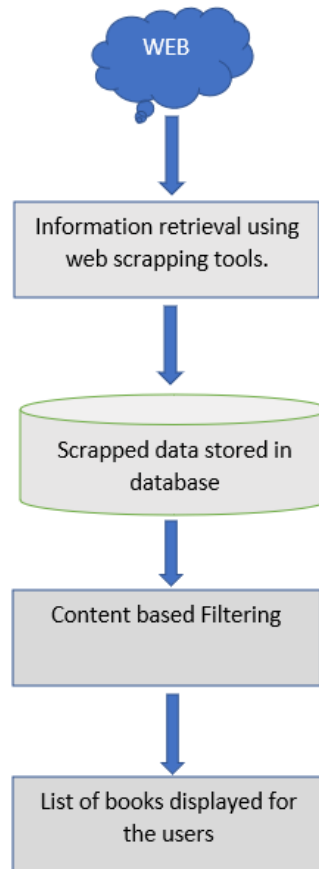 WEB
Information retrieval using
web scrapping tools.
Scrapped data stored in
database
Content based Filtering
List of books displayed for
the users